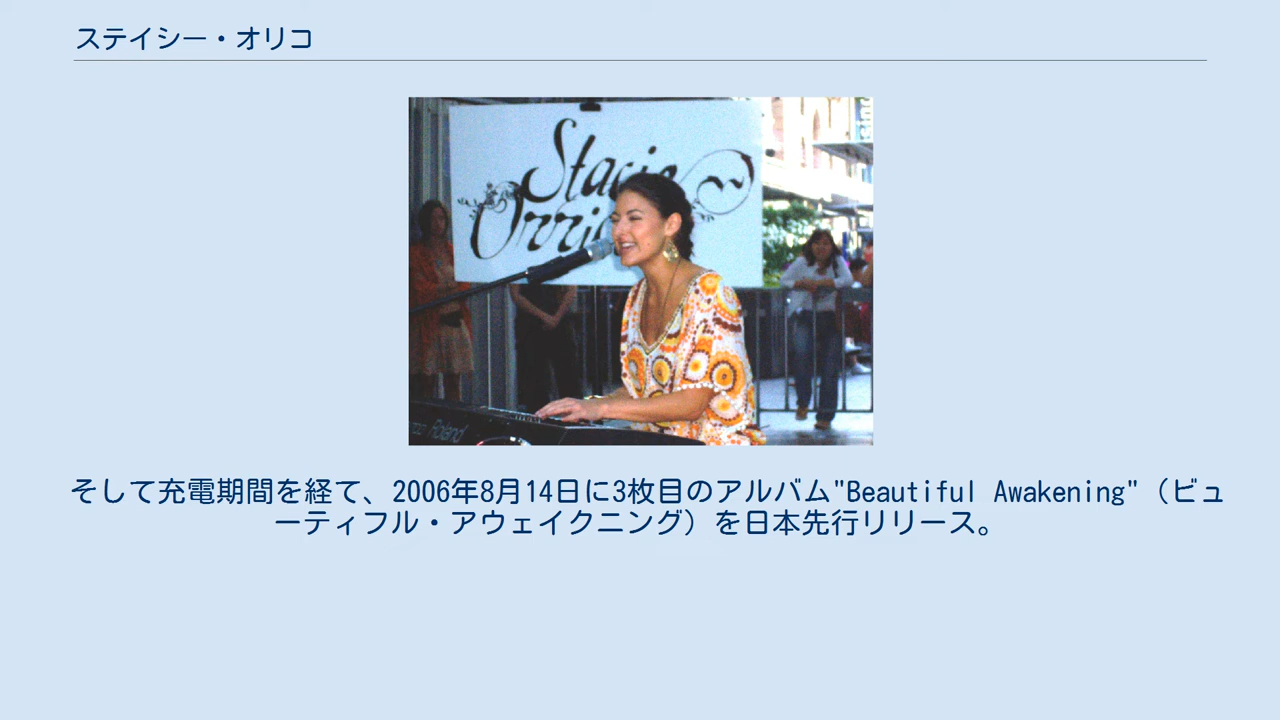 ステイシー・オリコ
Stacie
Orrico
Roland
そして充電期間を経て、2006年8月14日に3枚目のアルバム"Beautiful Awakening"（ビュ
ーティフル・アウェイクニング）を日本先行リリース。